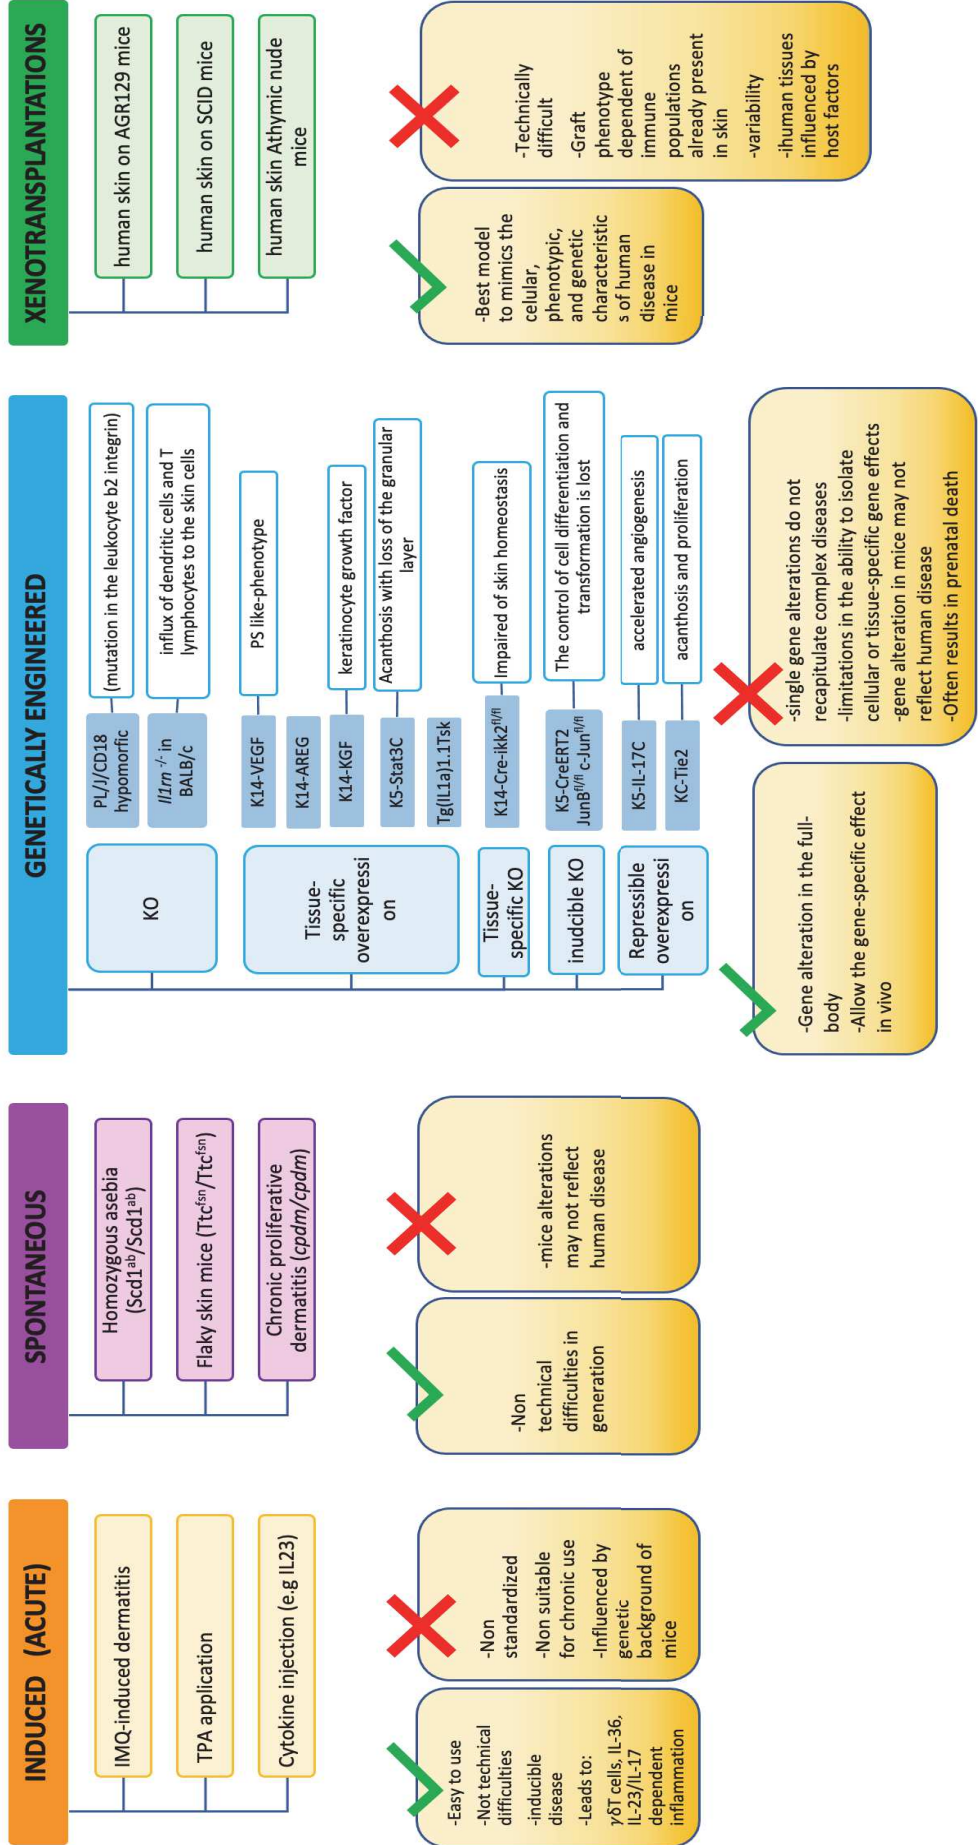 INDUCED (ACUTE)
IMQ-induced dermatitis
TPA application
Cytokine injection (e.g IL23)
-Easy to use
-Not technical
difficulties
-inducible
disease
-Leads to:
γδT cells, IL-36,
IL-23/IL-17
dependent
inflammation
-Non
standardized
-Non suitable
for chronic use
-Influenced by
genetic
background of
mice
SPONTANEOUS
Homozygous asebia
(Scd1ab/Scd1ab)
Flaky skin mice (Ttcfsn/Ttcfsn)
Chronic proliferative
dermatitis (cpdm/cpdm)
-Non
technical
difficulties in
generation
-mice alterations
may not reflect
human disease
GENETICALLY ENGINEERED
KO
PL/J/CD18
hypomorfic
(mutation in the leukocyte b2 integrin)
Il1rn -/- in
BALB/c
influx of dendritic cells and T
lymphocytes to the skin cells
Tissue-
specific
overexpressi
on
K14-VEGF
PS like-phenotype
K14-AREG
K14-KGF
keratinocyte growth factor
K5-Stat3C
Acanthosis with loss of the granular
layer
Tg(IL1a)1.1Tsk
Tissue-
specific KO
K14-Cre-ikk2fl/fl
Impaired of skin homeostasis
inudcible KO
K5-CreERT2
JunBfl/fl c-Junfl/fl
The control of cell differentiation and
transformation is lost
Repressible
overexpressi
on
K5-IL-17C
accelerated angiogenesis
KC-Tie2
acanthosis and proliferation
-Gene alteration in the full-
body
-Allow the gene-specific effect
in vivo
-single gene alterations do not
recapitulate complex diseases
-limitations in the ability to isolate
cellular or tissue-specific gene effects
-gene alteration in mice may not
reflect human disease
-Often results in prenatal death
XENOTRANSPLANTATIONS
human skin on AGR129 mice
human skin on SCID mice
human skin Athymic nude
mice
-Best model
to mimics the
celular,
phenotypic,
and genetic
characteristic
s of human
disease in
mice
-Technically
difficult
-Graft
phenotype
dependent of
immune
populations
already present
in skin
-variability
-ihuman tissues
influenced by
host factors